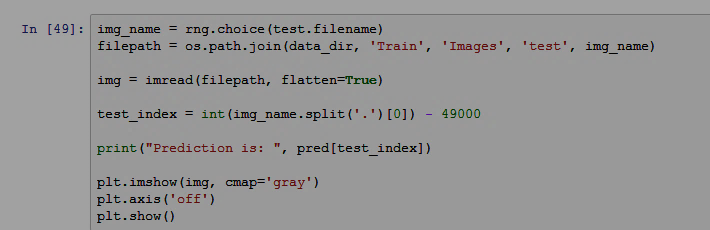 In [49]: img_name = rng.choice(test.filename)
filepath = os.path.join(data_dir, 'Train', 'Images', 'test', img_name)
img = imread(filepath, flatten=True)
test_index = int(img_name.split('.')[0]) - 49000
print("Prediction is: ", pred[test_index])
plt.imshow(img, cmap='gray')
plt.axis('off')
plt.show()